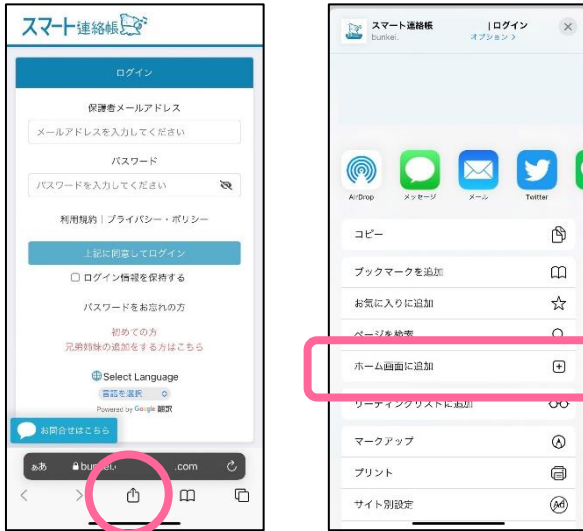 スマート連絡帳
ログイン
保護者メールアドレス
メールアドレスを入力してください
パスワード
パスワードを入力してください
利用規約 | プライバシー・ポリシー
上記に同意してログイン
ログイン情報を保持する
パスワードをお忘れの方
初めての方
兄弟姉妹の追加をする方はこちら
Select Language
言語を選択
Powered by Google 翻訳
お問合せはこちら
ぁあ
.com
スマート連絡帳 | ログイン
bunkei.
オプション >
AirDrop
メッセージ
メール
Twitter
コピー
ブックマークを追加
お気に入りに追加
ページを検索
ホーム画面に追加
リーディングリストに追加
マークアップ
プリント
サイト別設定